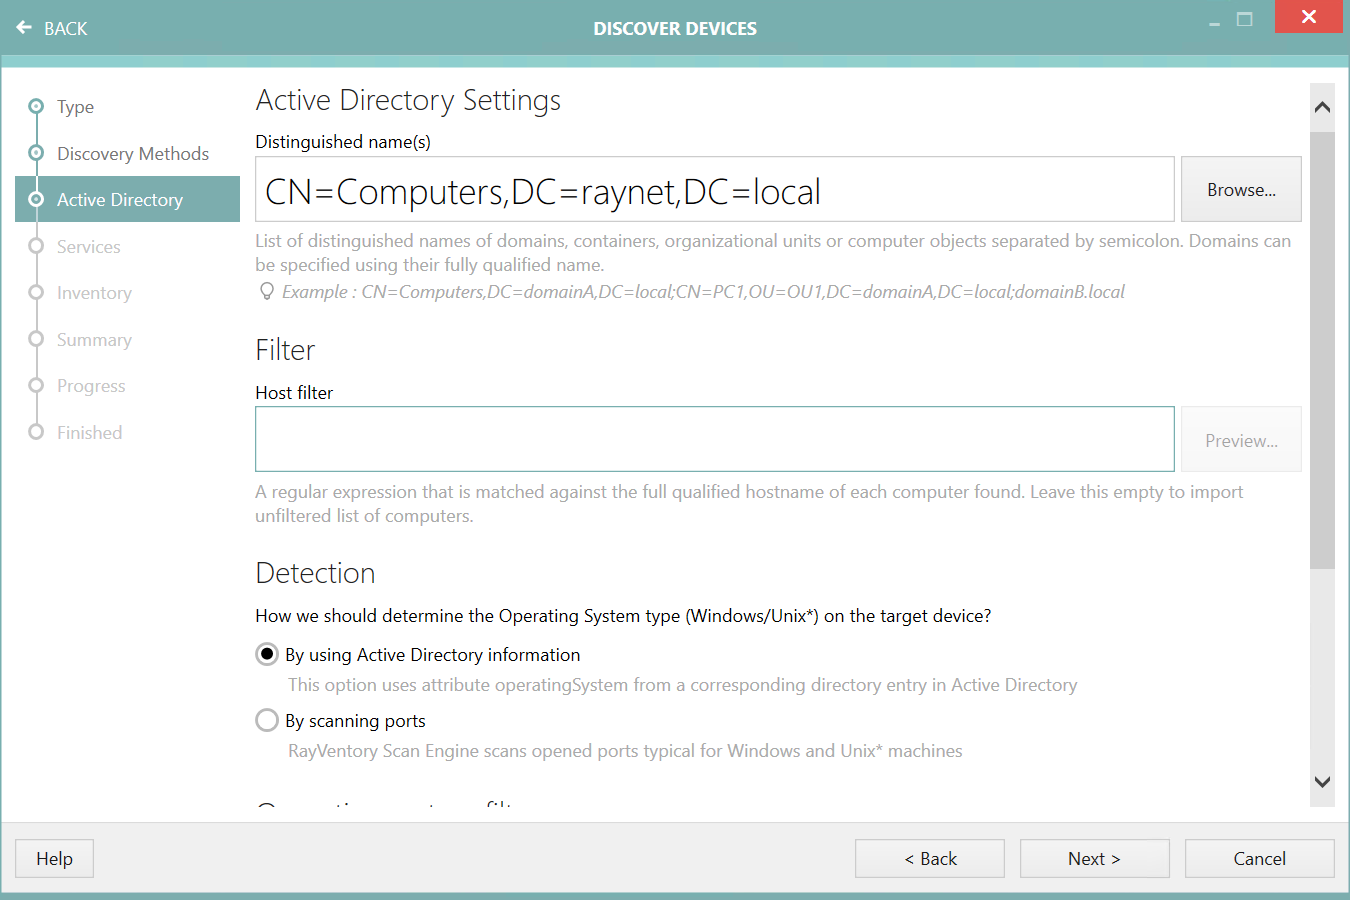 BACK
DISCOVER DEVICES
Type
Discovery Methods
Active Directory
Services
Inventory
Summary
Progress
Finished
Active Directory Settings
Distinguished name(s)
CN=Computers,DC=raynet,DC=local
Browse...
List of distinguished names of domains, containers, organizational units or computer objects separated by semicolon. Domains can
be specified using their fully qualified name.
Example : CN=Computers,DC=domainA,DC=local;CN=PC1,OU=OU1,DC=domainA,DC=local;domainB.local
Filter
Host filter
Preview...
A regular expression that is matched against the full qualified hostname of each computer found. Leave this empty to import
unfiltered list of computers.
Detection
How we should determine the Operating System type (Windows/Unix*) on the target device?
By using Active Directory information
This option uses attribute operatingSystem from a corresponding directory entry in Active Directory
By scanning ports
RayVentory Scan Engine scans opened ports typical for Windows and Unix* machines
Help
< Back
Next >
Cancel